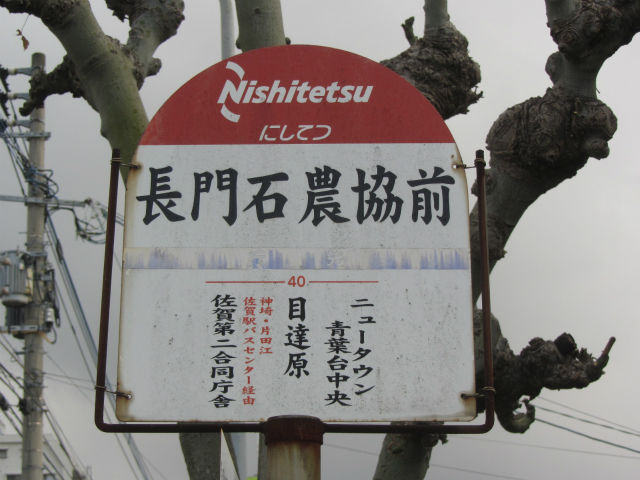 Nishitetsu
にしてつ
長門石農協前
40
ニュータウン
青葉台中央
目達原
神埼・片田江
佐賀駅バスセンター経由
佐賀第二合同庁舎